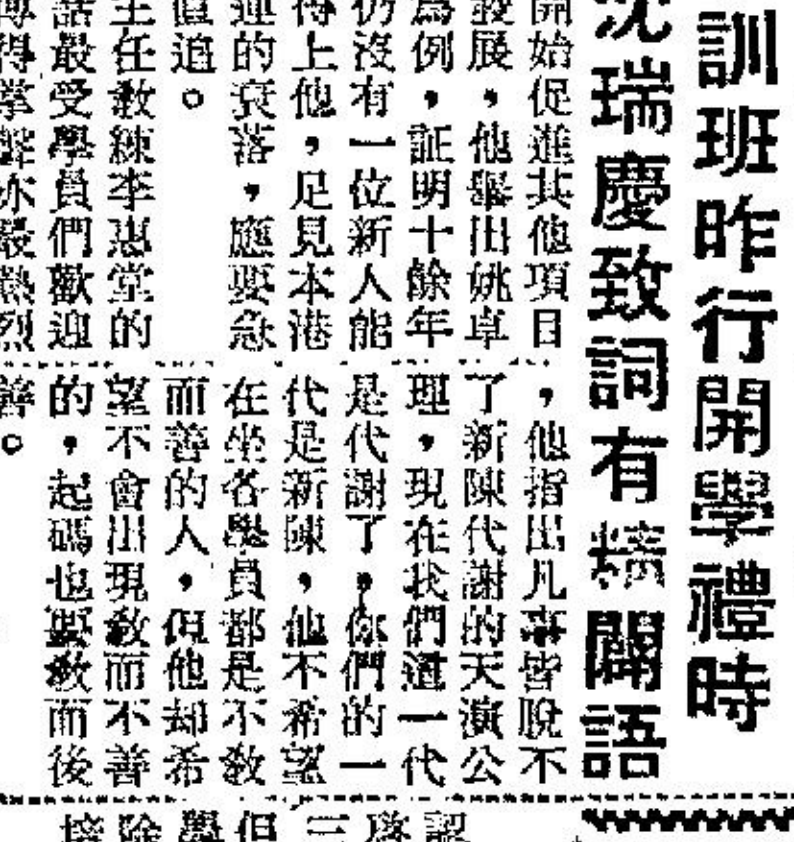 訓班昨行開學禮時
沈瑞慶致詞有精闢語
開始促進其他項目
發展，他舉出姚卓
為例，証明十餘年
仍沒有一位新人能
得上他，足見本港
運的衰落，應要急
直追。
主任教練李惠堂的
話最受學員們歡迎
博得掌聲亦最熱烈
，他指出凡事皆脫不
了新陳代謝的天演公
理，現在我們這一代
是代謝了，你們的一
代是新陳，他不希望
在坐各學員都是不教
而善的人，但他却希
望不會出現教而不善
的，起碼也要教而後
善。